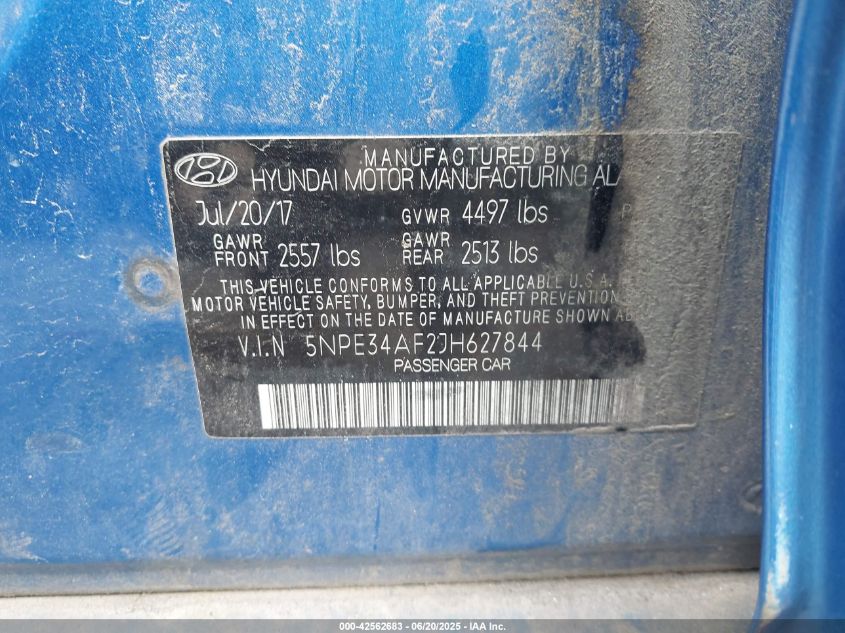 MANUFACTURED BY
HYUNDAI MOTOR MANUFACTURING
Jul/20/17 GVWR 4497 lbs
GAWR FRONT 2557 lbs GAWR REAR 2513 lbs
THIS VEHICLE CONFORMS TO ALL APPLICABLE U.S.A.
MOTOR VEHICLE SAFETY, BUMPER, AND THEFT PREVENTION
IN EFFECT ON THE DATE OF MANUFACTURE SHOWN
V.I.N 5NPE34AF2JH627844
PASSENGER CAR
000-42562683 - 06/20/2025 - IAA Inc.